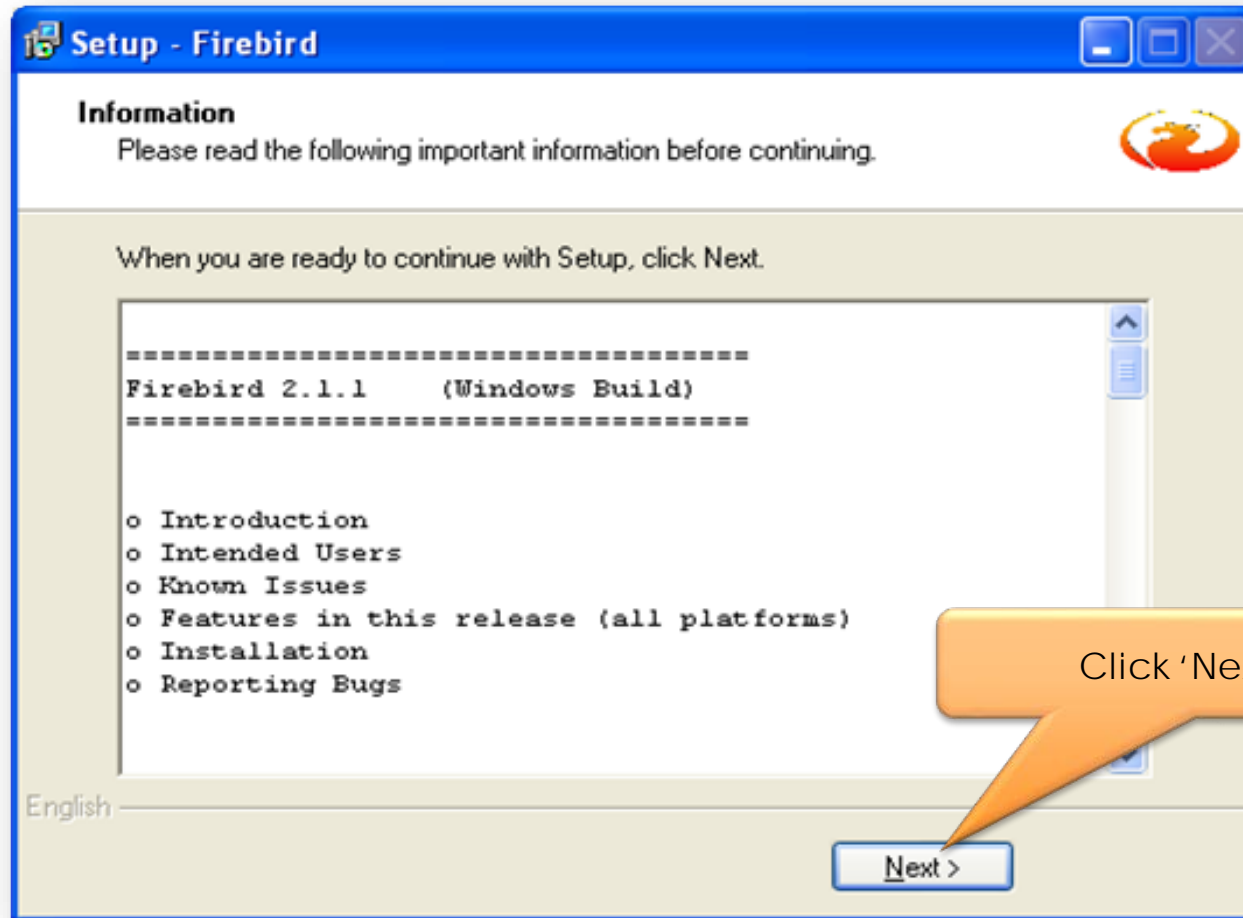 Setup - Firebird
Information
Please read the following important information before continuing.
When you are ready to continue with Setup, click Next.
====================================
Firebird 2.1.1    (Windows Build)
====================================
o Introduction
o Intended Users
o Known Issues
o Features in this release (all platforms)
o Installation
o Reporting Bugs
Click ‘Ne
English
Next >